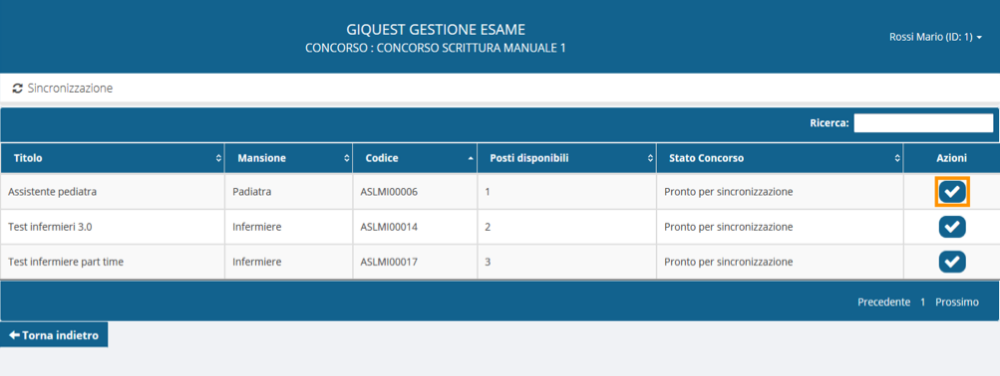 GIQUEST GESTIONE ESAME
CONCORSO : CONCORSO SCRITTURA MANUALE 1
Rossi Mario (ID: 1)
Sincronizzazione
Ricerca:
Titolo Mansione Codice Posti disponibili Stato Concorso Azioni
Assistente pediatra Padiatra ASLMI00006 1 Pronto per sincronizzazione
Test infermieri 3.0 Infermiere ASLMI00014 2 Pronto per sincronizzazione
Test infermiere part time Infermiere ASLMI00017 3 Pronto per sincronizzazione
Precedente 1 Prossimo
Torna indietro